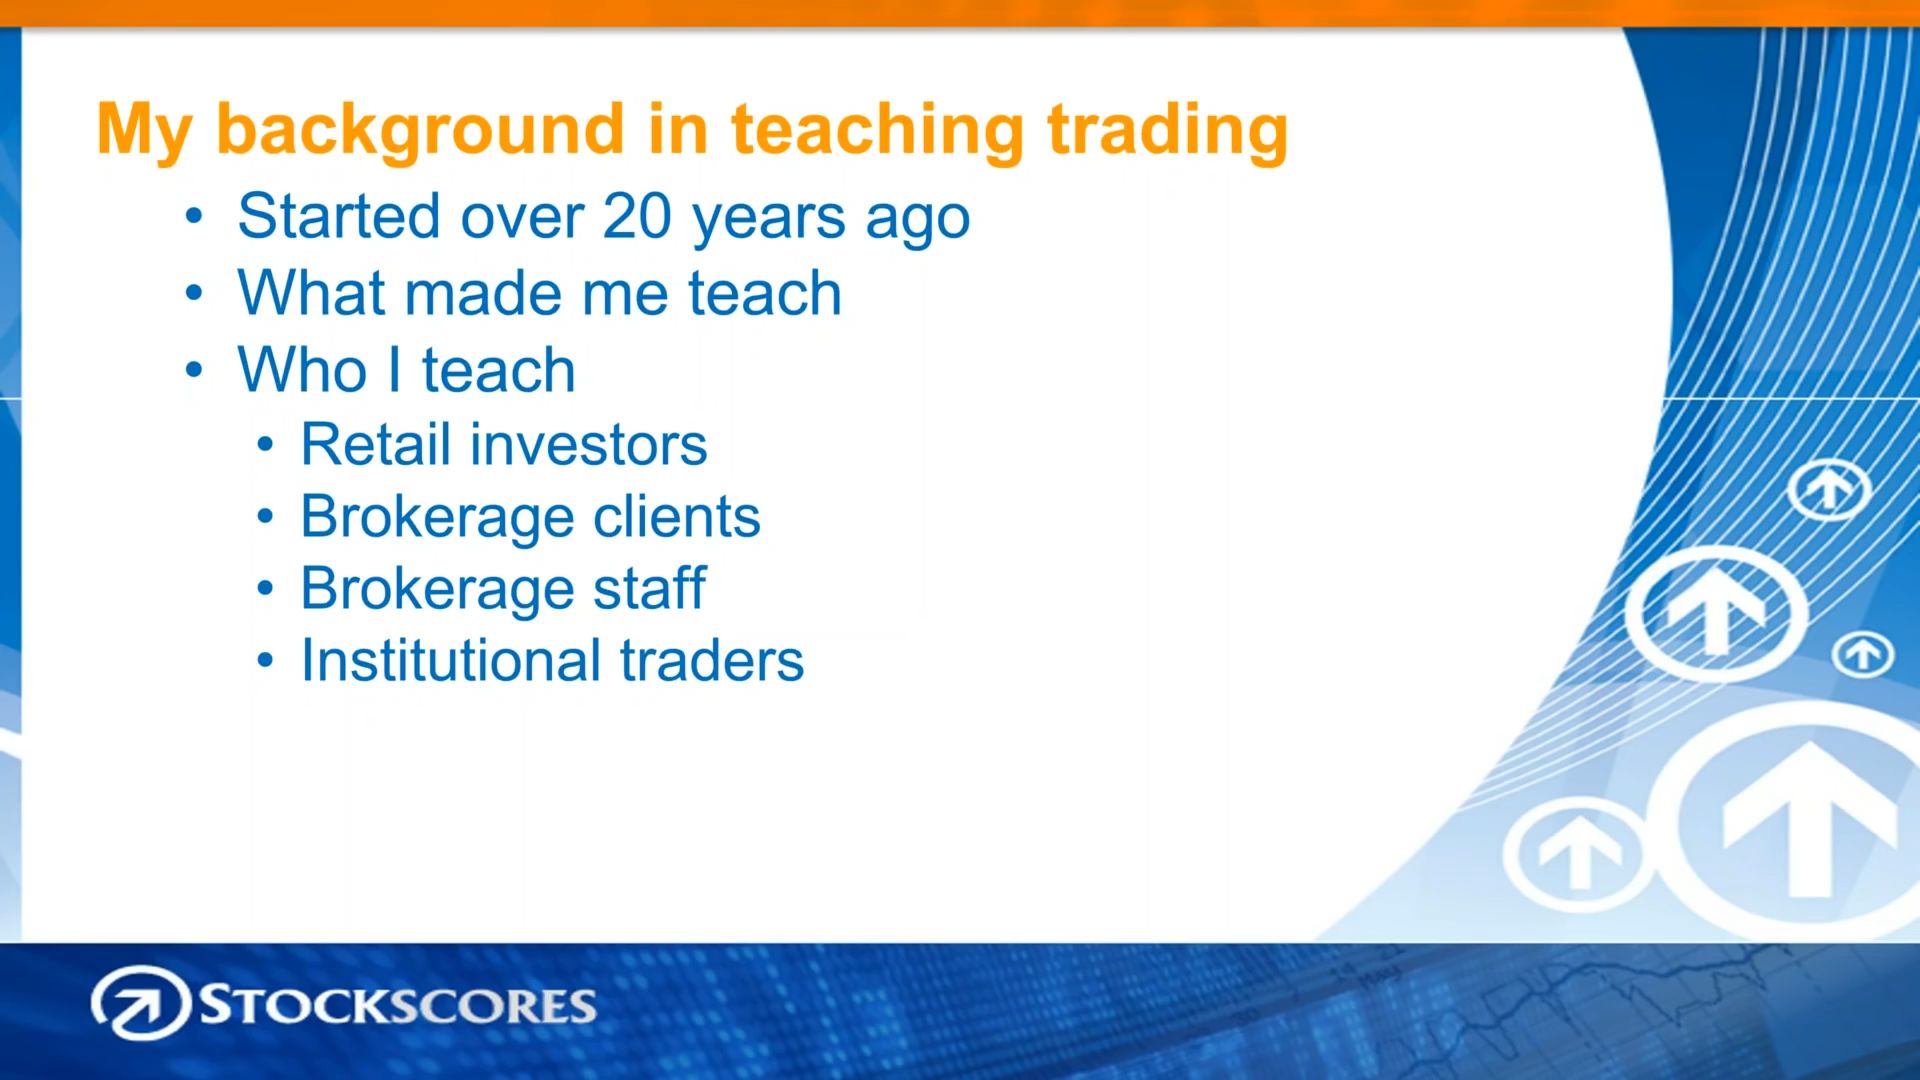 My background in teaching trading
• Started over 20 years ago
• What made me teach
• Who I teach
• Retail investors
• Brokerage clients
• Brokerage staff
• Institutional traders
STOCKSCORES